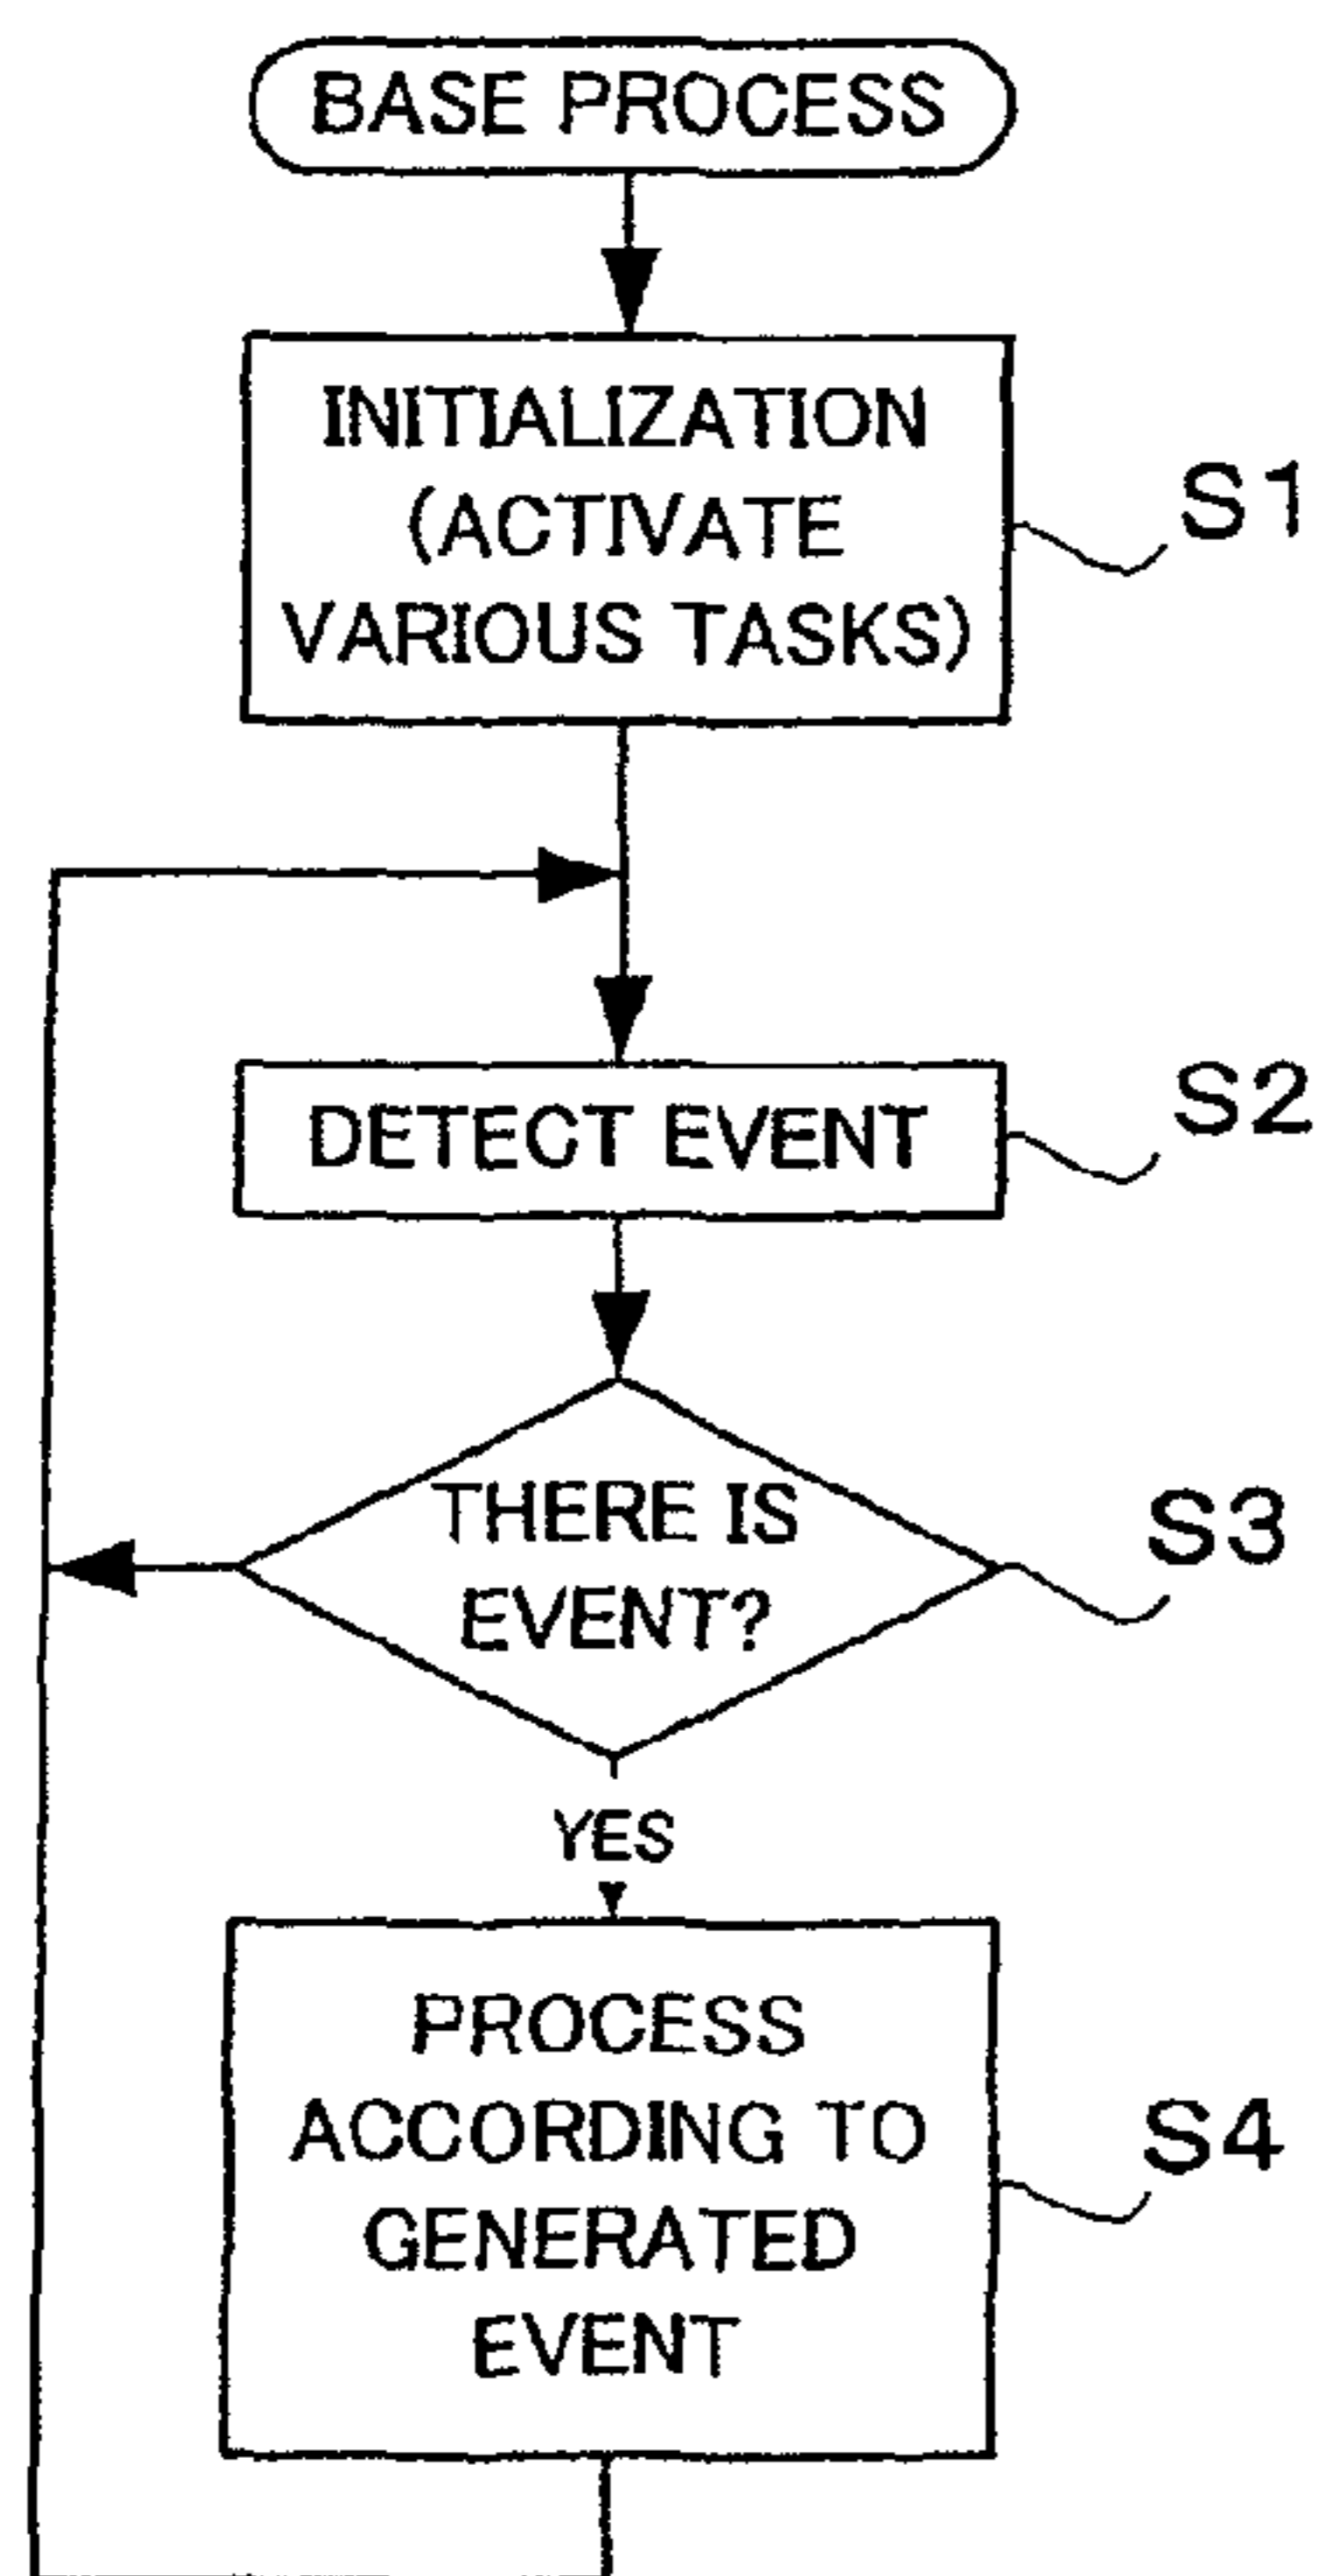 BASE PROCESS
INITIALIZATION
(ACTIVATE
VARIOUS TASKS)
S1
DETECT EVENT
S2
THERE IS
EVENT?
S3
YES
PROCESS
ACCORDING TO
GENERATED
EVENT
S4